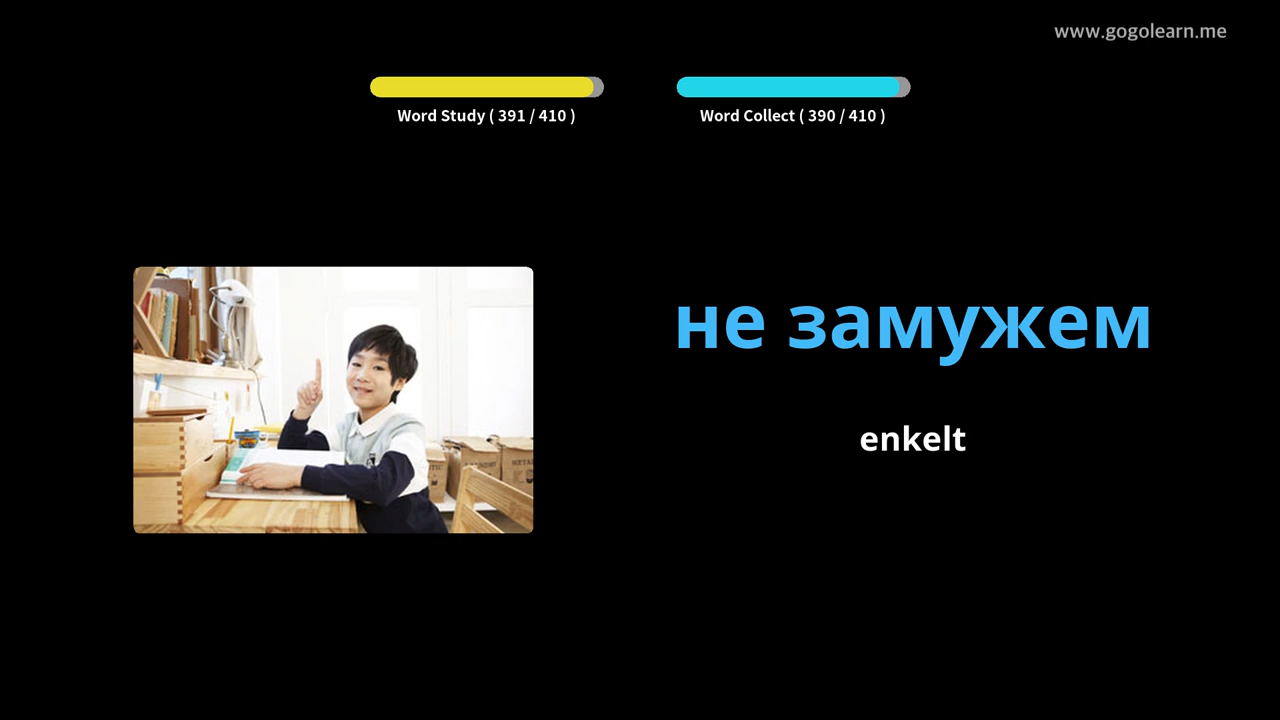 www.gogolearn.me
Word Study ( 391 / 410 )
Word Collect ( 390 / 410 )
не замужем
enkelt